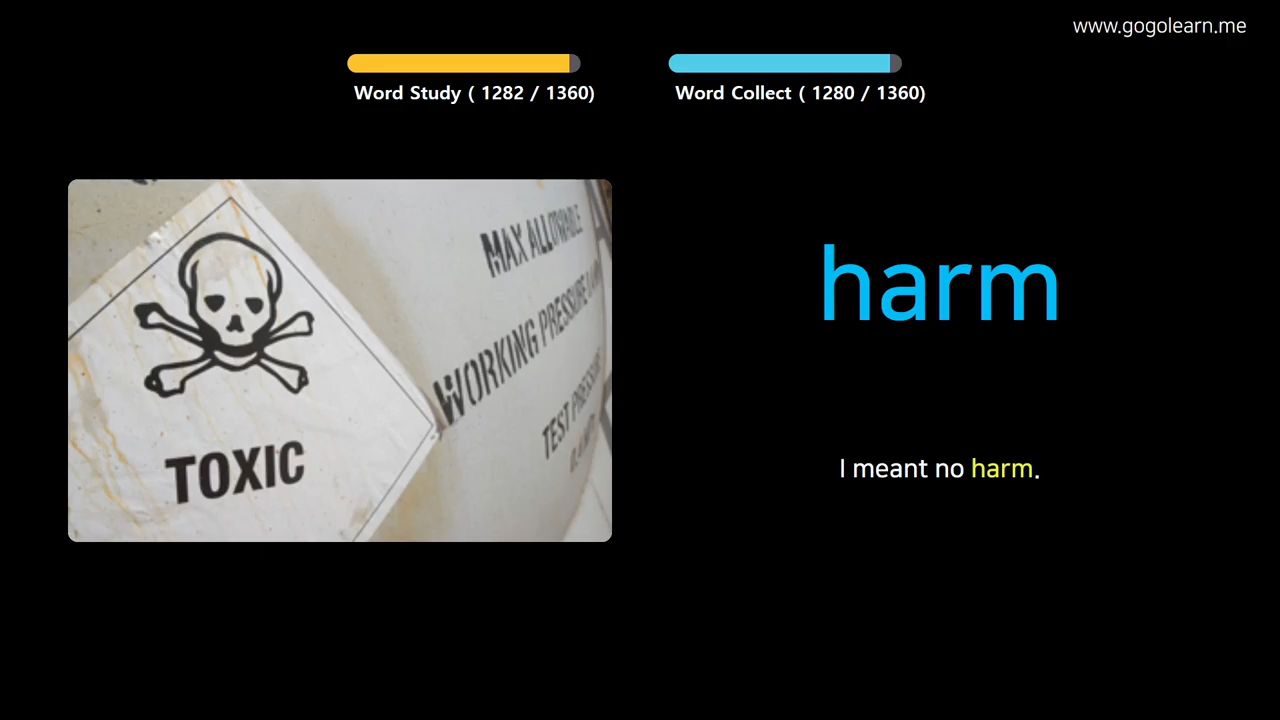 www.gogolearn.me
Word Study ( 1282 / 1360)
Word Collect ( 1280 / 1360)
MAX ALLOWABLE
WORKING PRESSURE
TEST PRESSURE
TOXIC
harm
I meant no harm.